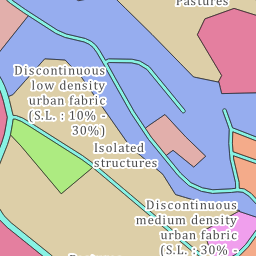 Pastures
Discontinuous
low density
urban fabric
(S.L. : 10% -
30%)
Isolated
structures
Discontinuous
medium density
urban fabric
(S.L. : 30% -